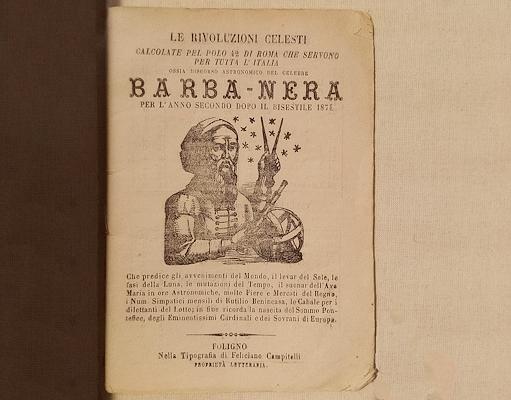 LE RIVOLUZIONI CELESTI
CALCOLATE PEL POLO 42 DI ROMA CHE SERVONO
PER TUTTA L'ITALIA
OSSIA DISCORSO ASTRONOMICO DEL CELEBRE
BARBA-NERA
PER L'ANNO SECONDO DOPO IL BISESTILE 1874.
Che predice gli avvenimenti del Mondo, il levar del Sole, le
fasi della Luna, le mutazioni del Tempo, il suonar dell'Ave
Maria in ore Astronomiche, molte Fiere e Mercati del Regno,
i Num. Simpatici mensili di Rutilio Benincasa, le Cabale per i
dilettanti del Lotto; in fine ricorda la nascita del Sommo Pon-
tefice, degli Eminentissimi Cardinali e dei Sovrani di Europa.
FOLIGNO
Nella Tipografia di Feliciano Campitelli
PROPRIETÀ LETTERARIA.